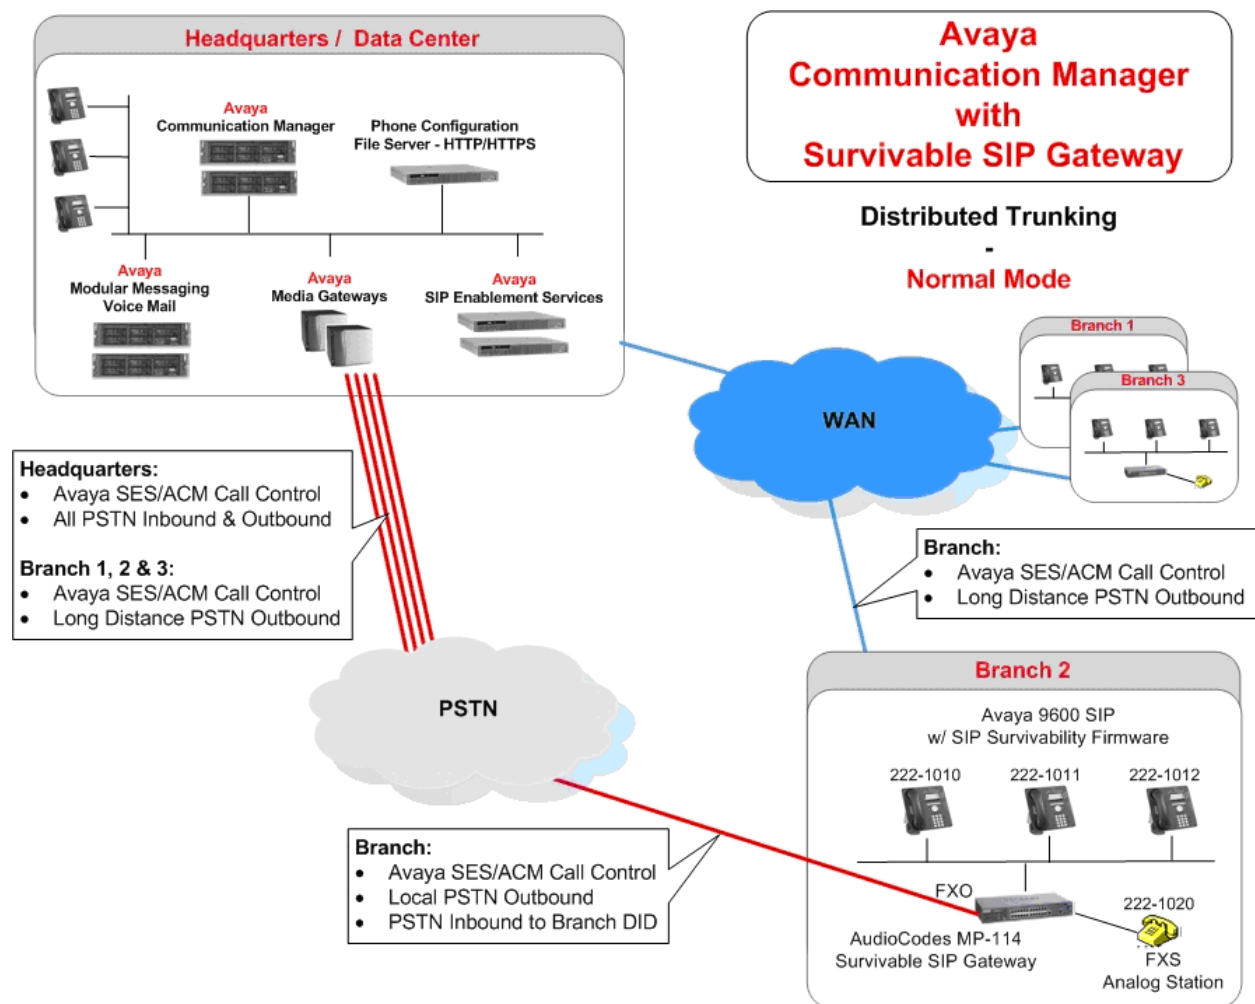 Headquarters / Data Center
Avaya
Communication Manager
Phone Configuration
File Server - HTTP/HTTPS
Avaya
Modular Messaging
Voice Mail
Avaya
Media Gateways
Avaya
SIP Enablement Services
Avaya
Communication Manager
with
Survivable SIP Gateway
Distributed Trunking
-
Normal Mode
Branch 1
Branch 3
WAN
Headquarters:
• Avaya SES/ACM Call Control
• All PSTN Inbound & Outbound
Branch 1, 2 & 3:
• Avaya SES/ACM Call Control
• Long Distance PSTN Outbound
Branch:
• Avaya SES/ACM Call Control
• Long Distance PSTN Outbound
PSTN
Branch:
• Avaya SES/ACM Call Control
• Local PSTN Outbound
• PSTN Inbound to Branch DID
Branch 2
Avaya 9600 SIP
w/ SIP Survivability Firmware
222-1010
222-1011
222-1012
FXO
222-1020
AudioCodes MP-114
Survivable SIP Gateway
FXS
Analog Station